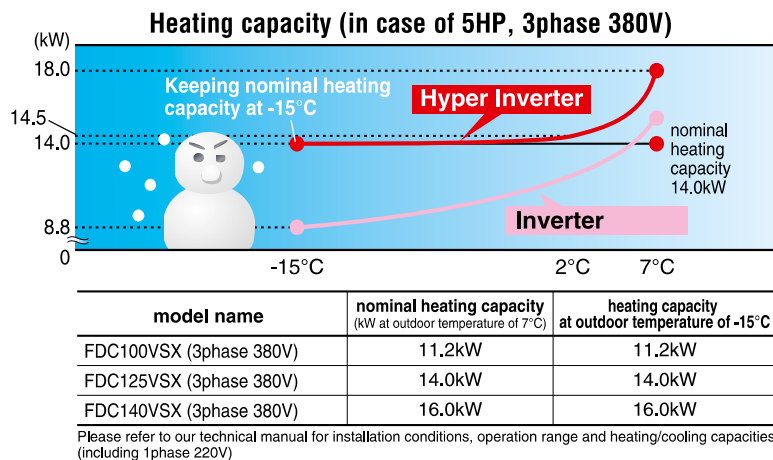 Heating capacity (in case of 5HP, 3phase 380V)
(kW)
18.0
Keeping nominal heating
capacity at -15°C
Hyper Inverter
14.5
14.0
nominal
heating
capacity
14.0kW
8.8
Inverter
0
-15°C 2°C 7°C
model name nominal heating capacity (kW at outdoor temperature of 7°C) heating capacity at outdoor temperature of -15°C
FDC100VSX (3phase 380V) 11.2kW 11.2kW
FDC125VSX (3phase 380V) 14.0kW 14.0kW
FDC140VSX (3phase 380V) 16.0kW 16.0kW
Please refer to our technical manual for installation conditions, operation range and heating/cooling capacities
(including 1phase 220V)